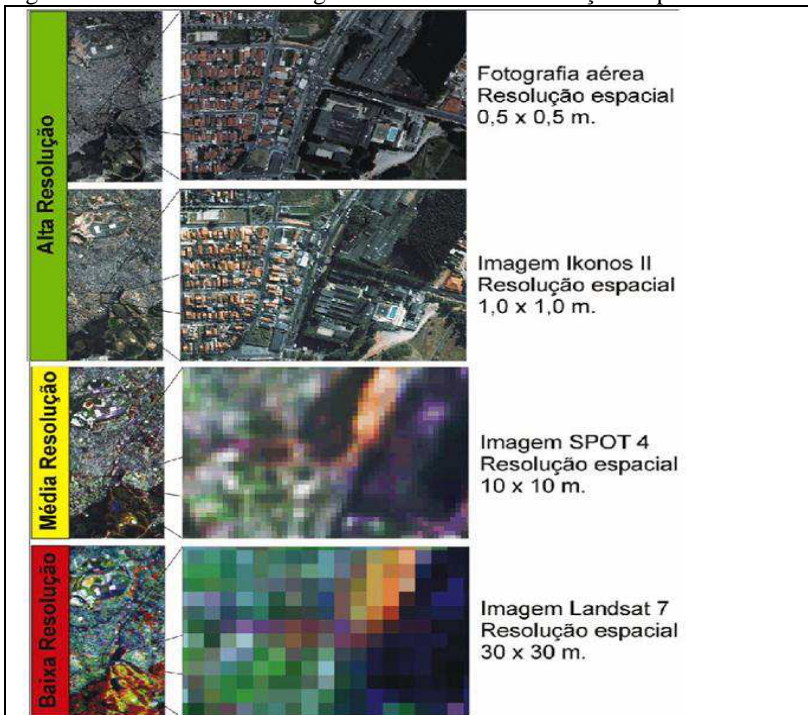 Alta Resolução
Fotografia aérea
Resolução espacial
0,5 x 0,5 m.
Imagem Ikonos II
Resolução espacial
1,0 x 1,0 m.
Média Resolução
Imagem SPOT 4
Resolução espacial
10 x 10 m.
Baixa Resolução
Imagem Landsat 7
Resolução espacial
30 x 30 m.